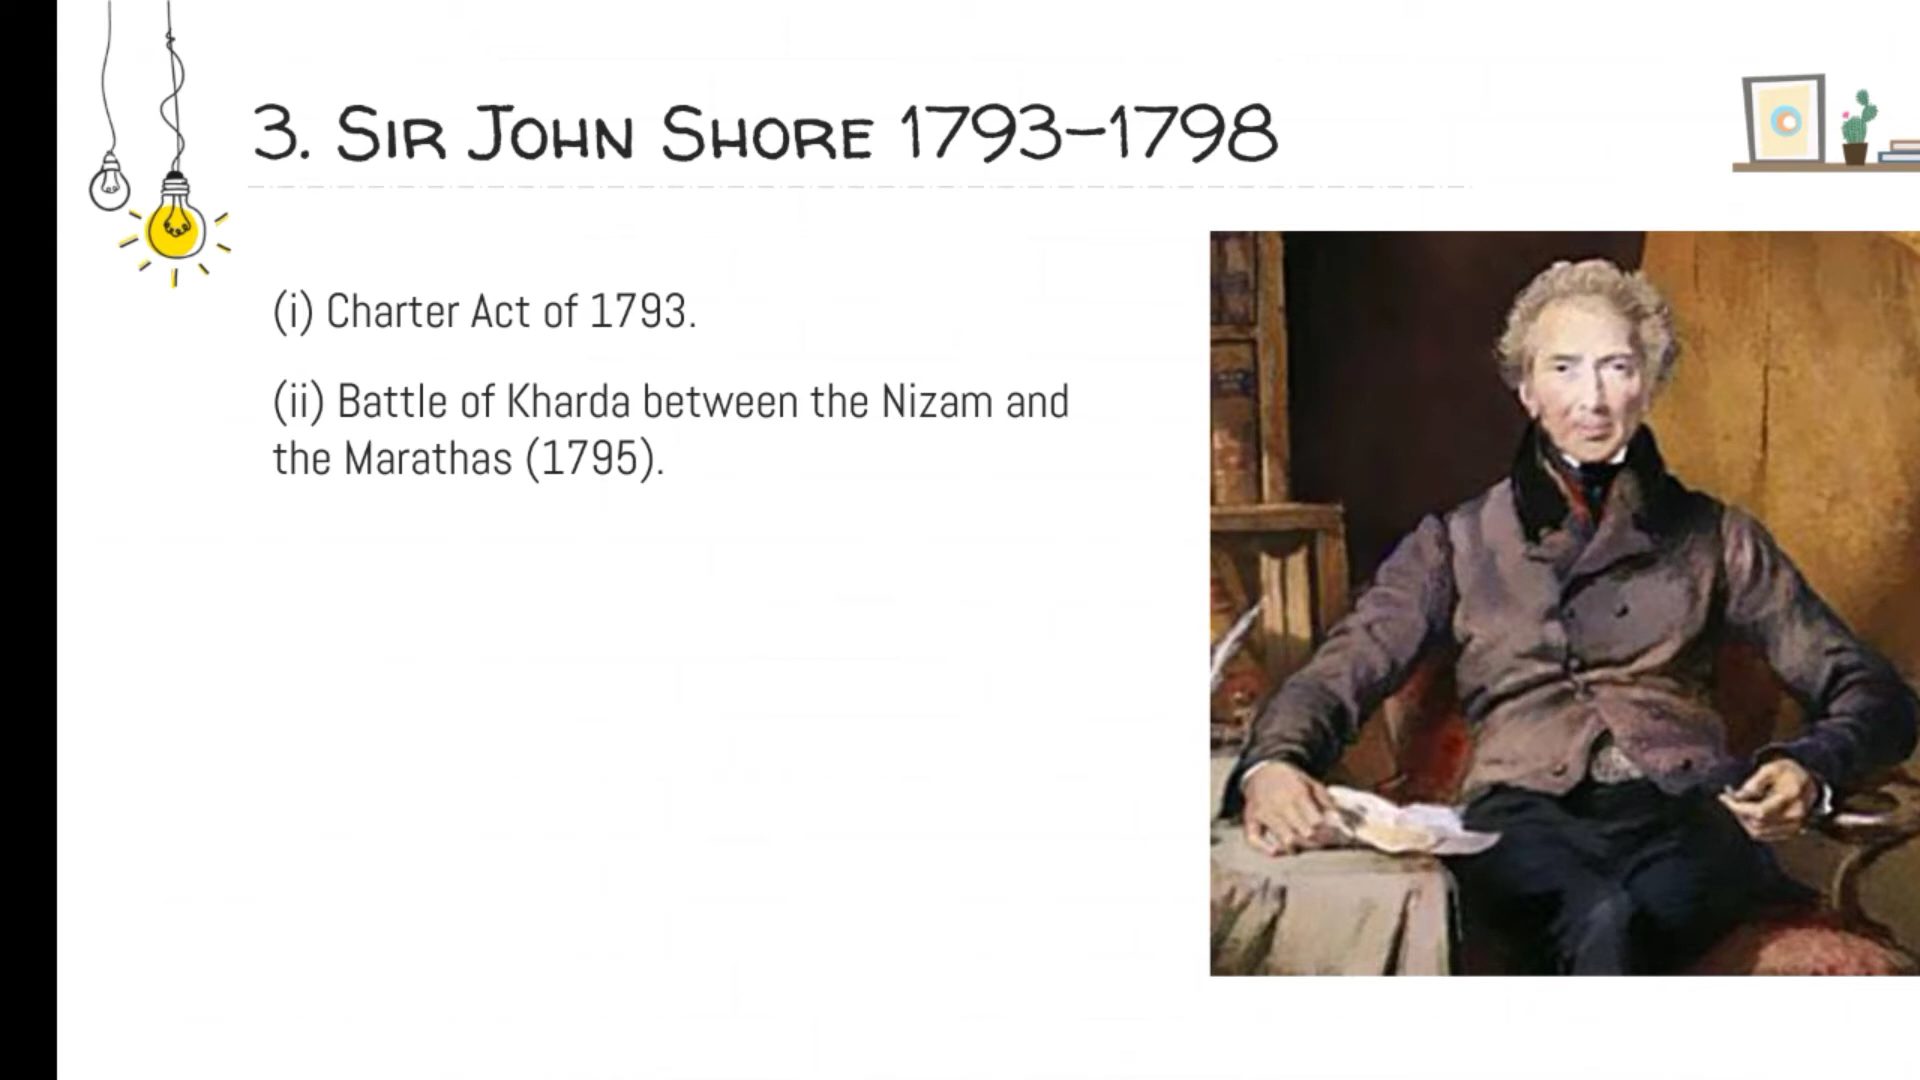 3. Sir John Shore 1793–1798
(i) Charter Act of 1793.
(ii) Battle of Kharda between the Nizam and
the Marathas (1795).